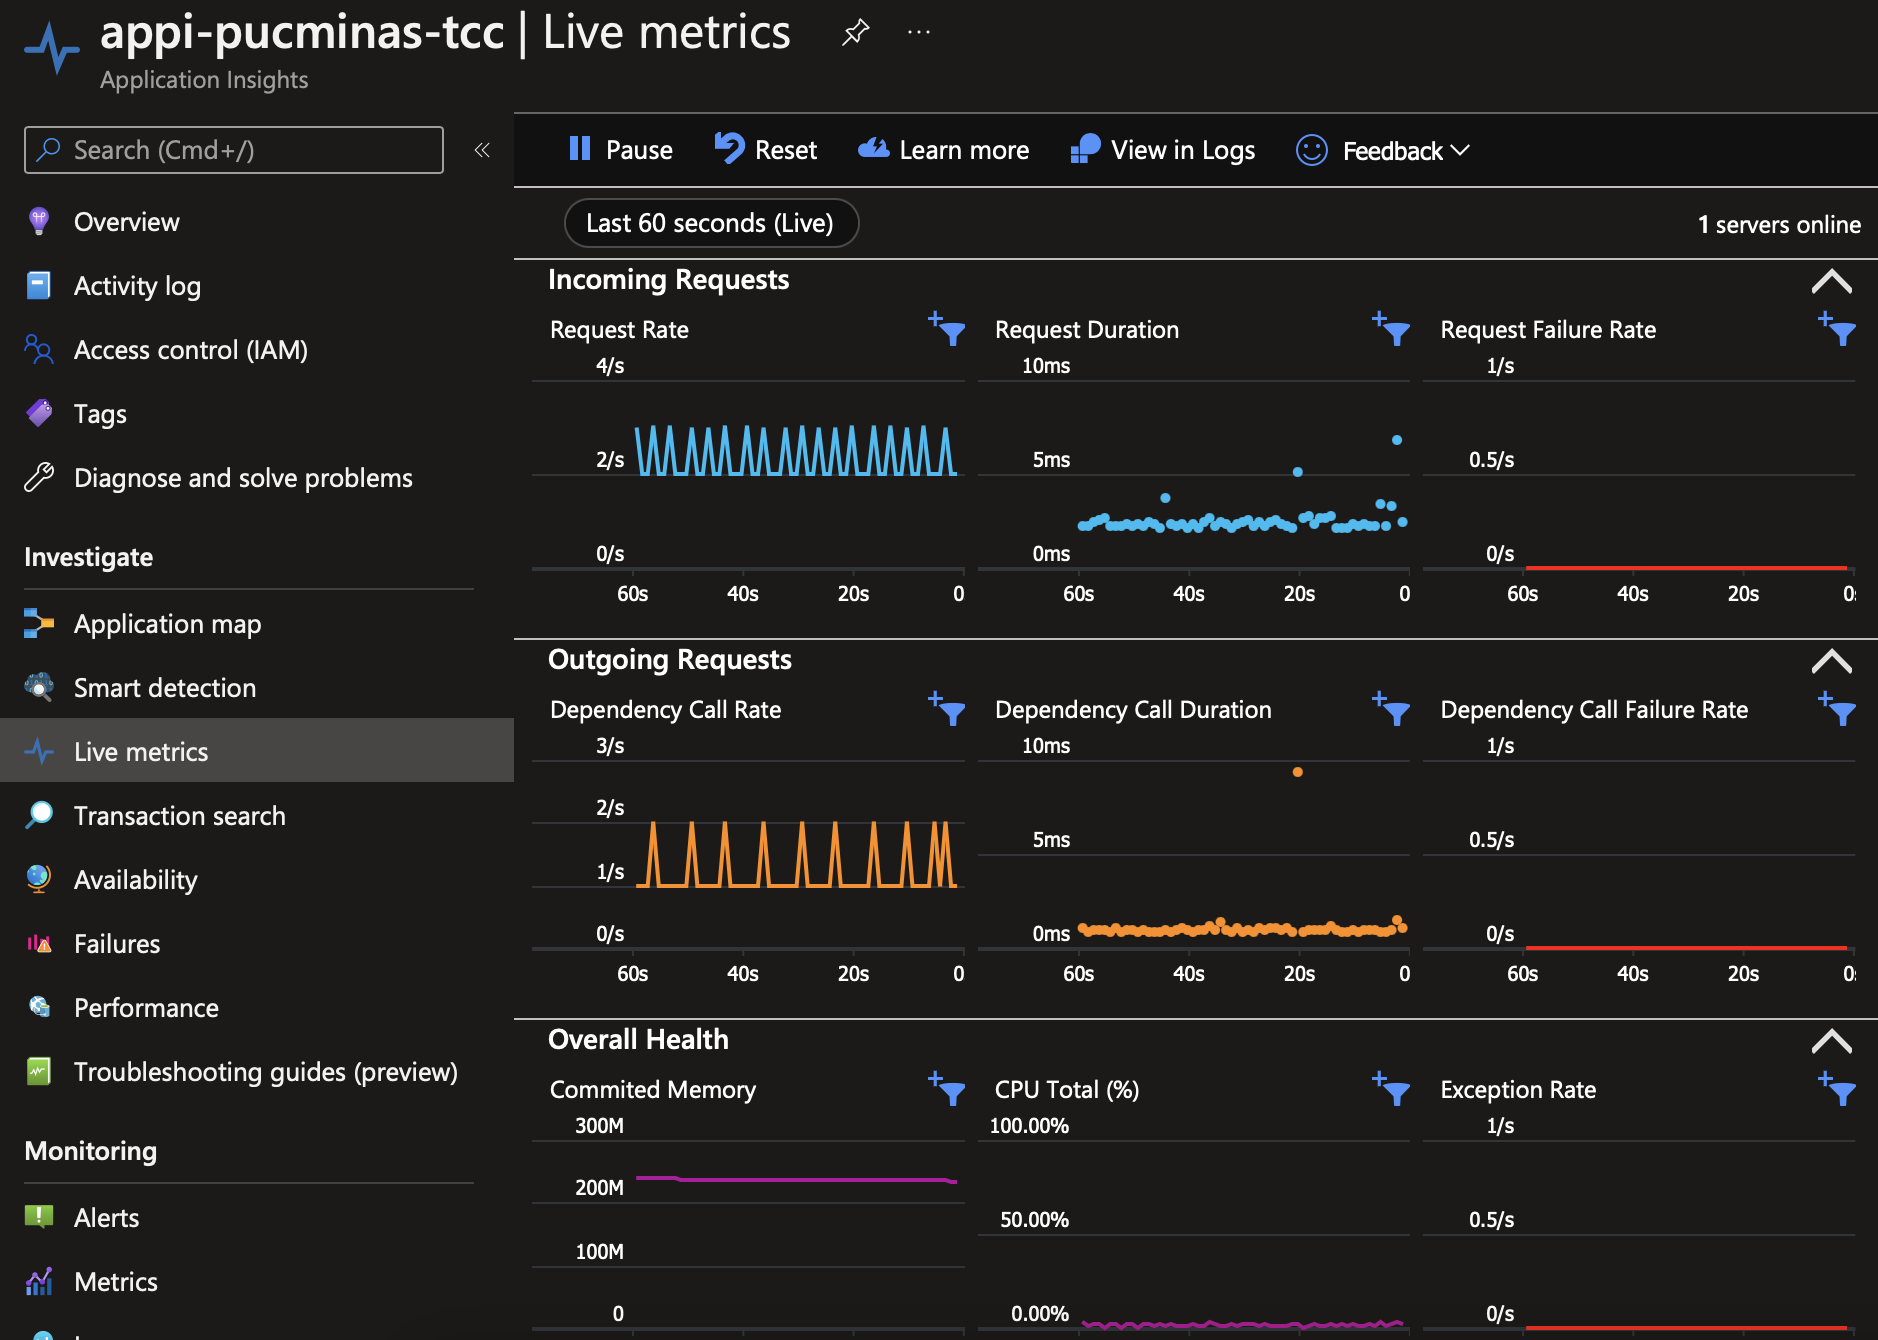 appi-pucminas-tcc | Live metrics
Application Insights
Search (Cmd+/)
Overview
Activity log
Access control (IAM)
Tags
Diagnose and solve problems
Investigate
Application map
Smart detection
Live metrics
Transaction search
Availability
Failures
Performance
Troubleshooting guides (preview)
Monitoring
Alerts
Metrics
Pause Reset Learn more View in Logs Feedback
Last 60 seconds (Live)
1 servers online
Incoming Requests
Request Rate
4/s
2/s
0/s
60s 40s 20s 0
Request Duration
10ms
5ms
0ms
60s 40s 20s 0
Request Failure Rate
1/s
0.5/s
0/s
60s 40s 20s 0
Outgoing Requests
Dependency Call Rate
3/s
2/s
1/s
0/s
60s 40s 20s 0
Dependency Call Duration
10ms
5ms
0ms
60s 40s 20s 0
Dependency Call Failure Rate
1/s
0.5/s
0/s
60s 40s 20s 0
Overall Health
Commited Memory
300M
200M
100M
0
CPU Total (%)
100.00%
50.00%
0.00%
Exception Rate
1/s
0.5/s
0/s